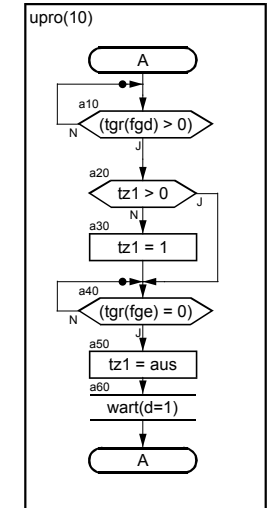 upro(10)
A
a10
(tgr(fgd) > 0)
N
J
a20
tz1 > 0
J
N
a30
tz1 = 1
a40
(tgr(fge) = 0)
N
J
a50
tz1 = aus
a60
wart(d=1)
A